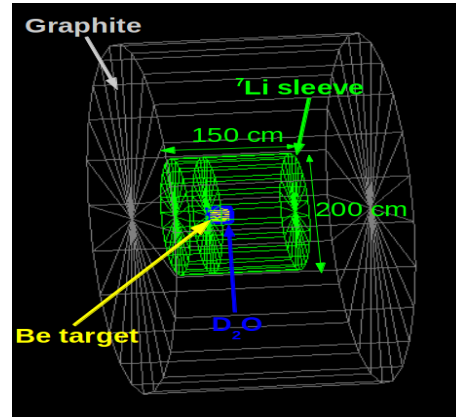 Graphite
⁷Li sleeve
150 cm
200 cm
Be target
D₂O